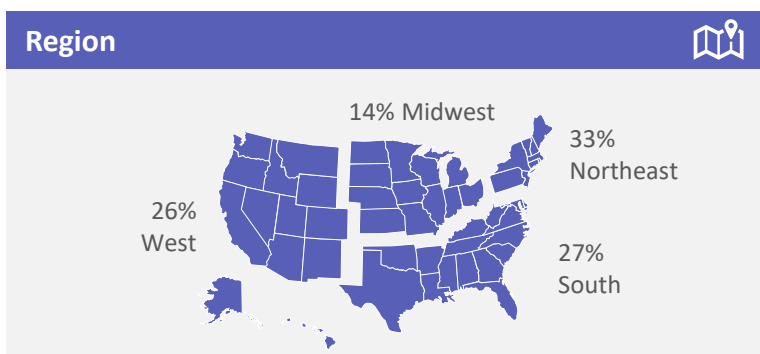 Region
14% Midwest
33%
Northeast
26%
West
27%
South